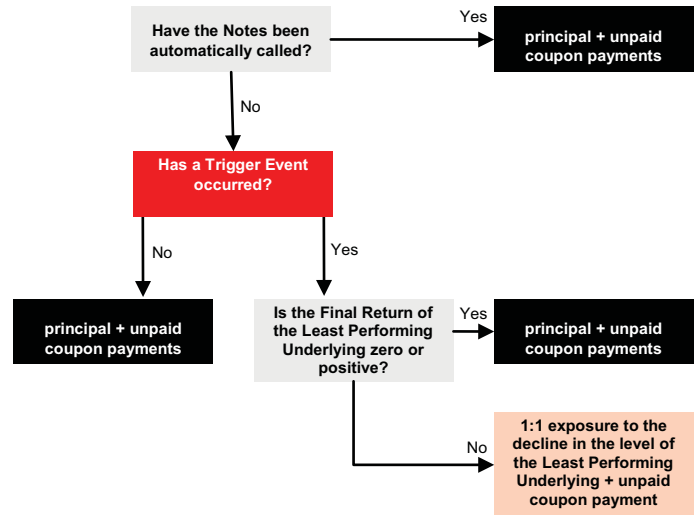 Have the Notes been
automatically called?
Yes
principal + unpaid
coupon payments
No
Has a Trigger Event
occurred?
No
Yes
principal + unpaid
coupon payments
Is the Final Return of
the Least Performing
Underlying zero or
positive?
Yes
principal + unpaid
coupon payments
No
1:1 exposure to the
decline in the level of
the Least Performing
Underlying + unpaid
coupon payment